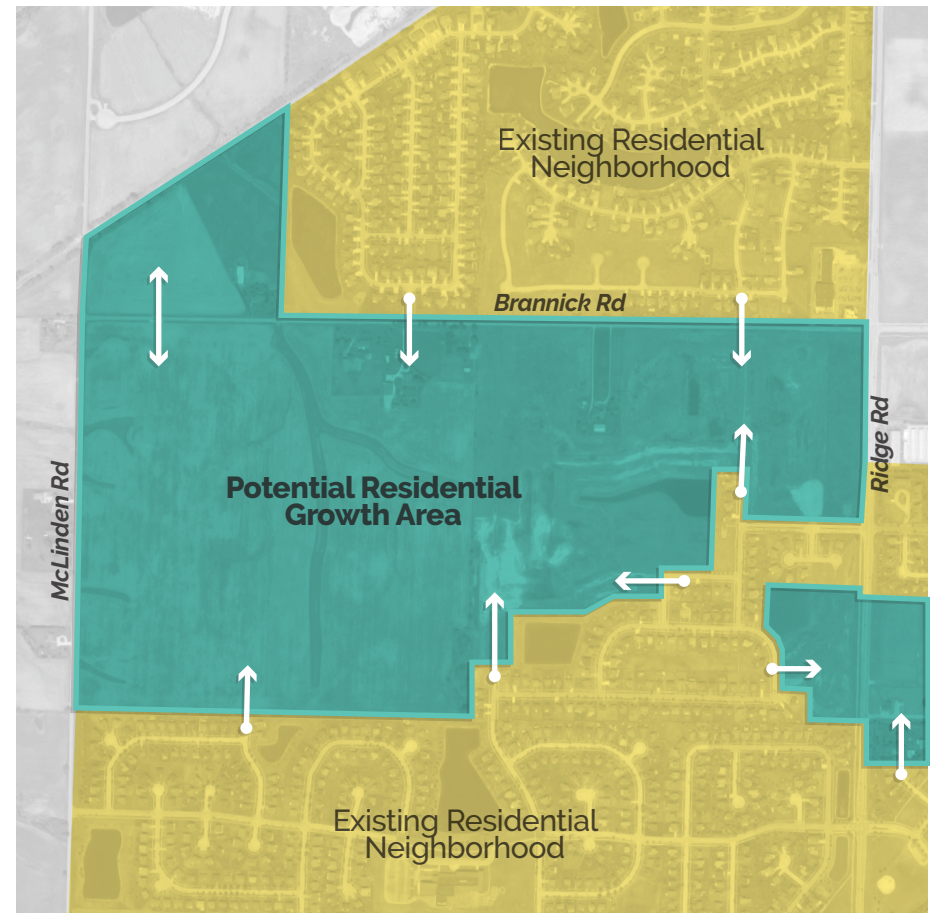 Existing Residential
Neighborhood
Brannick Rd
Ridge Rd
Potential Residential
Growth Area
McLinden Rd
Existing Residential
Neighborhood